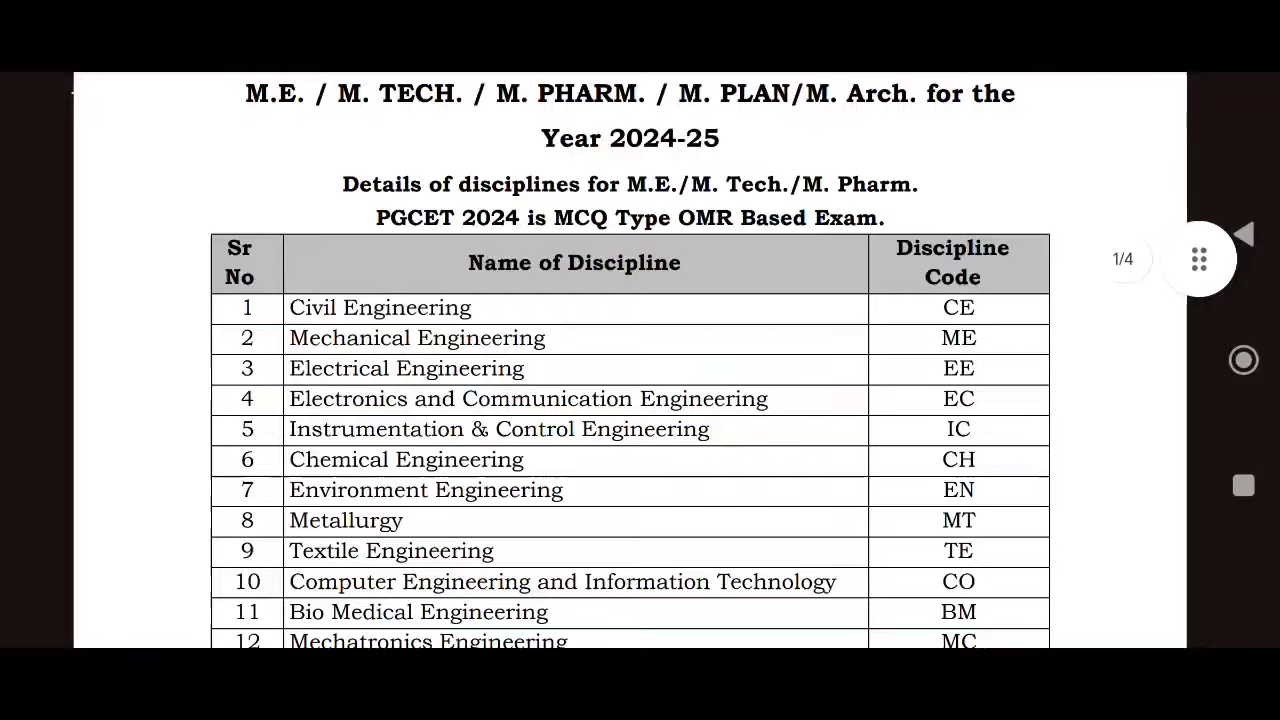 M.E. / M. TECH. / M. PHARM. / M. PLAN/M. Arch. for the
Year 2024-25
Details of disciplines for M.E./M. Tech./M. Pharm.
PGCET 2024 is MCQ Type OMR Based Exam.
Sr No Name of Discipline Discipline Code
1 Civil Engineering CE
2 Mechanical Engineering ME
3 Electrical Engineering EE
4 Electronics and Communication Engineering EC
5 Instrumentation & Control Engineering IC
6 Chemical Engineering CH
7 Environment Engineering EN
8 Metallurgy MT
9 Textile Engineering TE
10 Computer Engineering and Information Technology CO
11 Bio Medical Engineering BM
12 Mechatronics Engineering MC
1/4